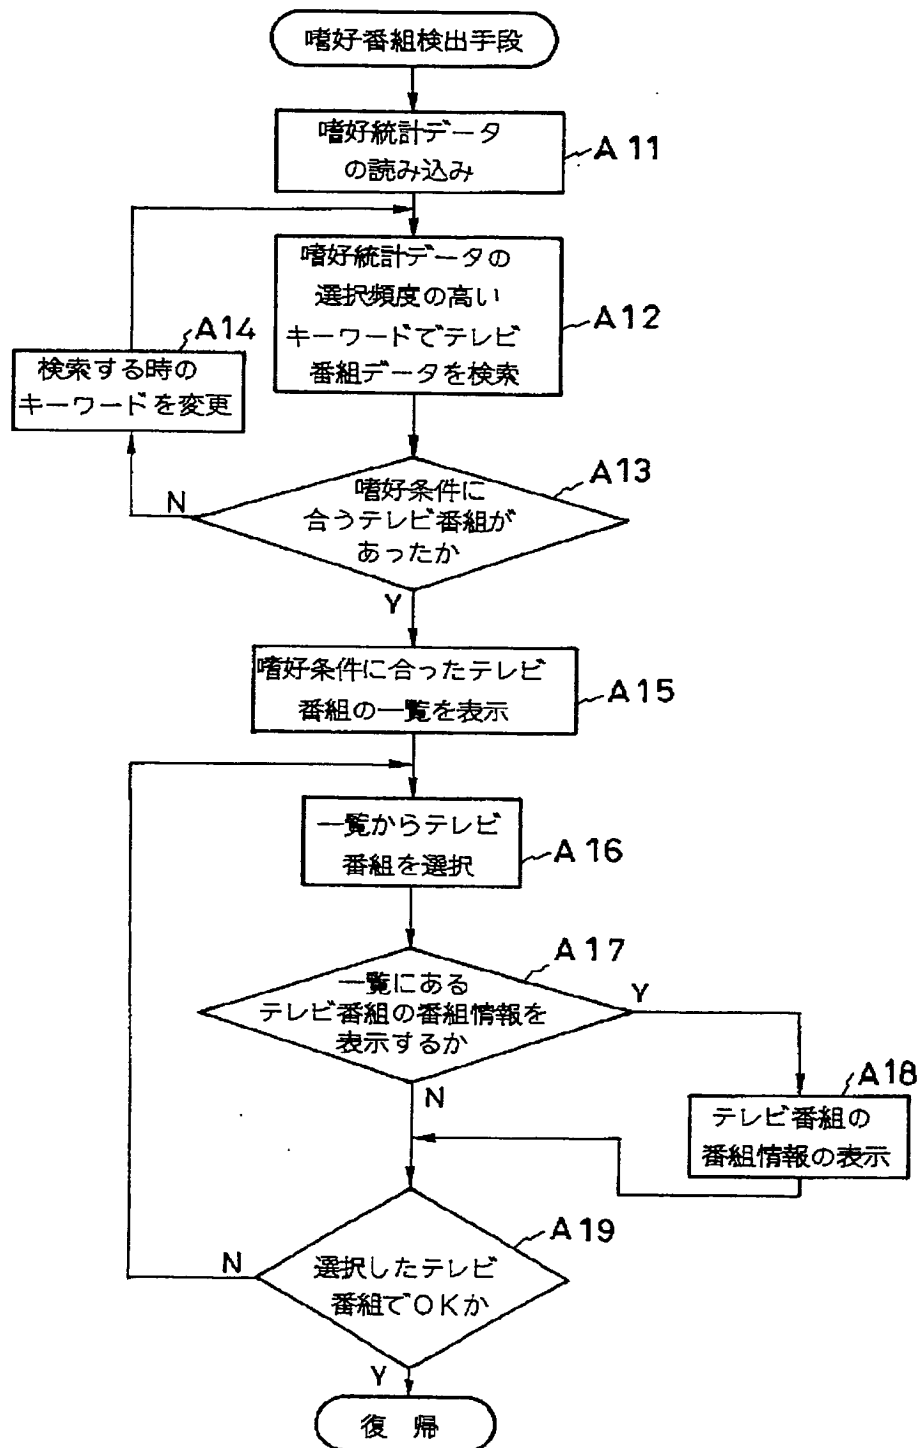 嗜好番組検出手段
嗜好統計データ
の読み込み
A11
嗜好統計データの
選択頻度の高い
キーワードでテレビ
番組データを検索
A12
A14
検索する時の
キーワードを変更
A13
嗜好条件に
合うテレビ番組が
あったか
N
Y
嗜好条件に合ったテレビ
番組の一覧を表示
A15
一覧からテレビ
番組を選択
A16
A17
一覧にある
テレビ番組の番組情報を
表示するか
Y
N
A18
テレビ番組の
番組情報の表示
A19
選択したテレビ
番組でOKか
N
Y
復 帰